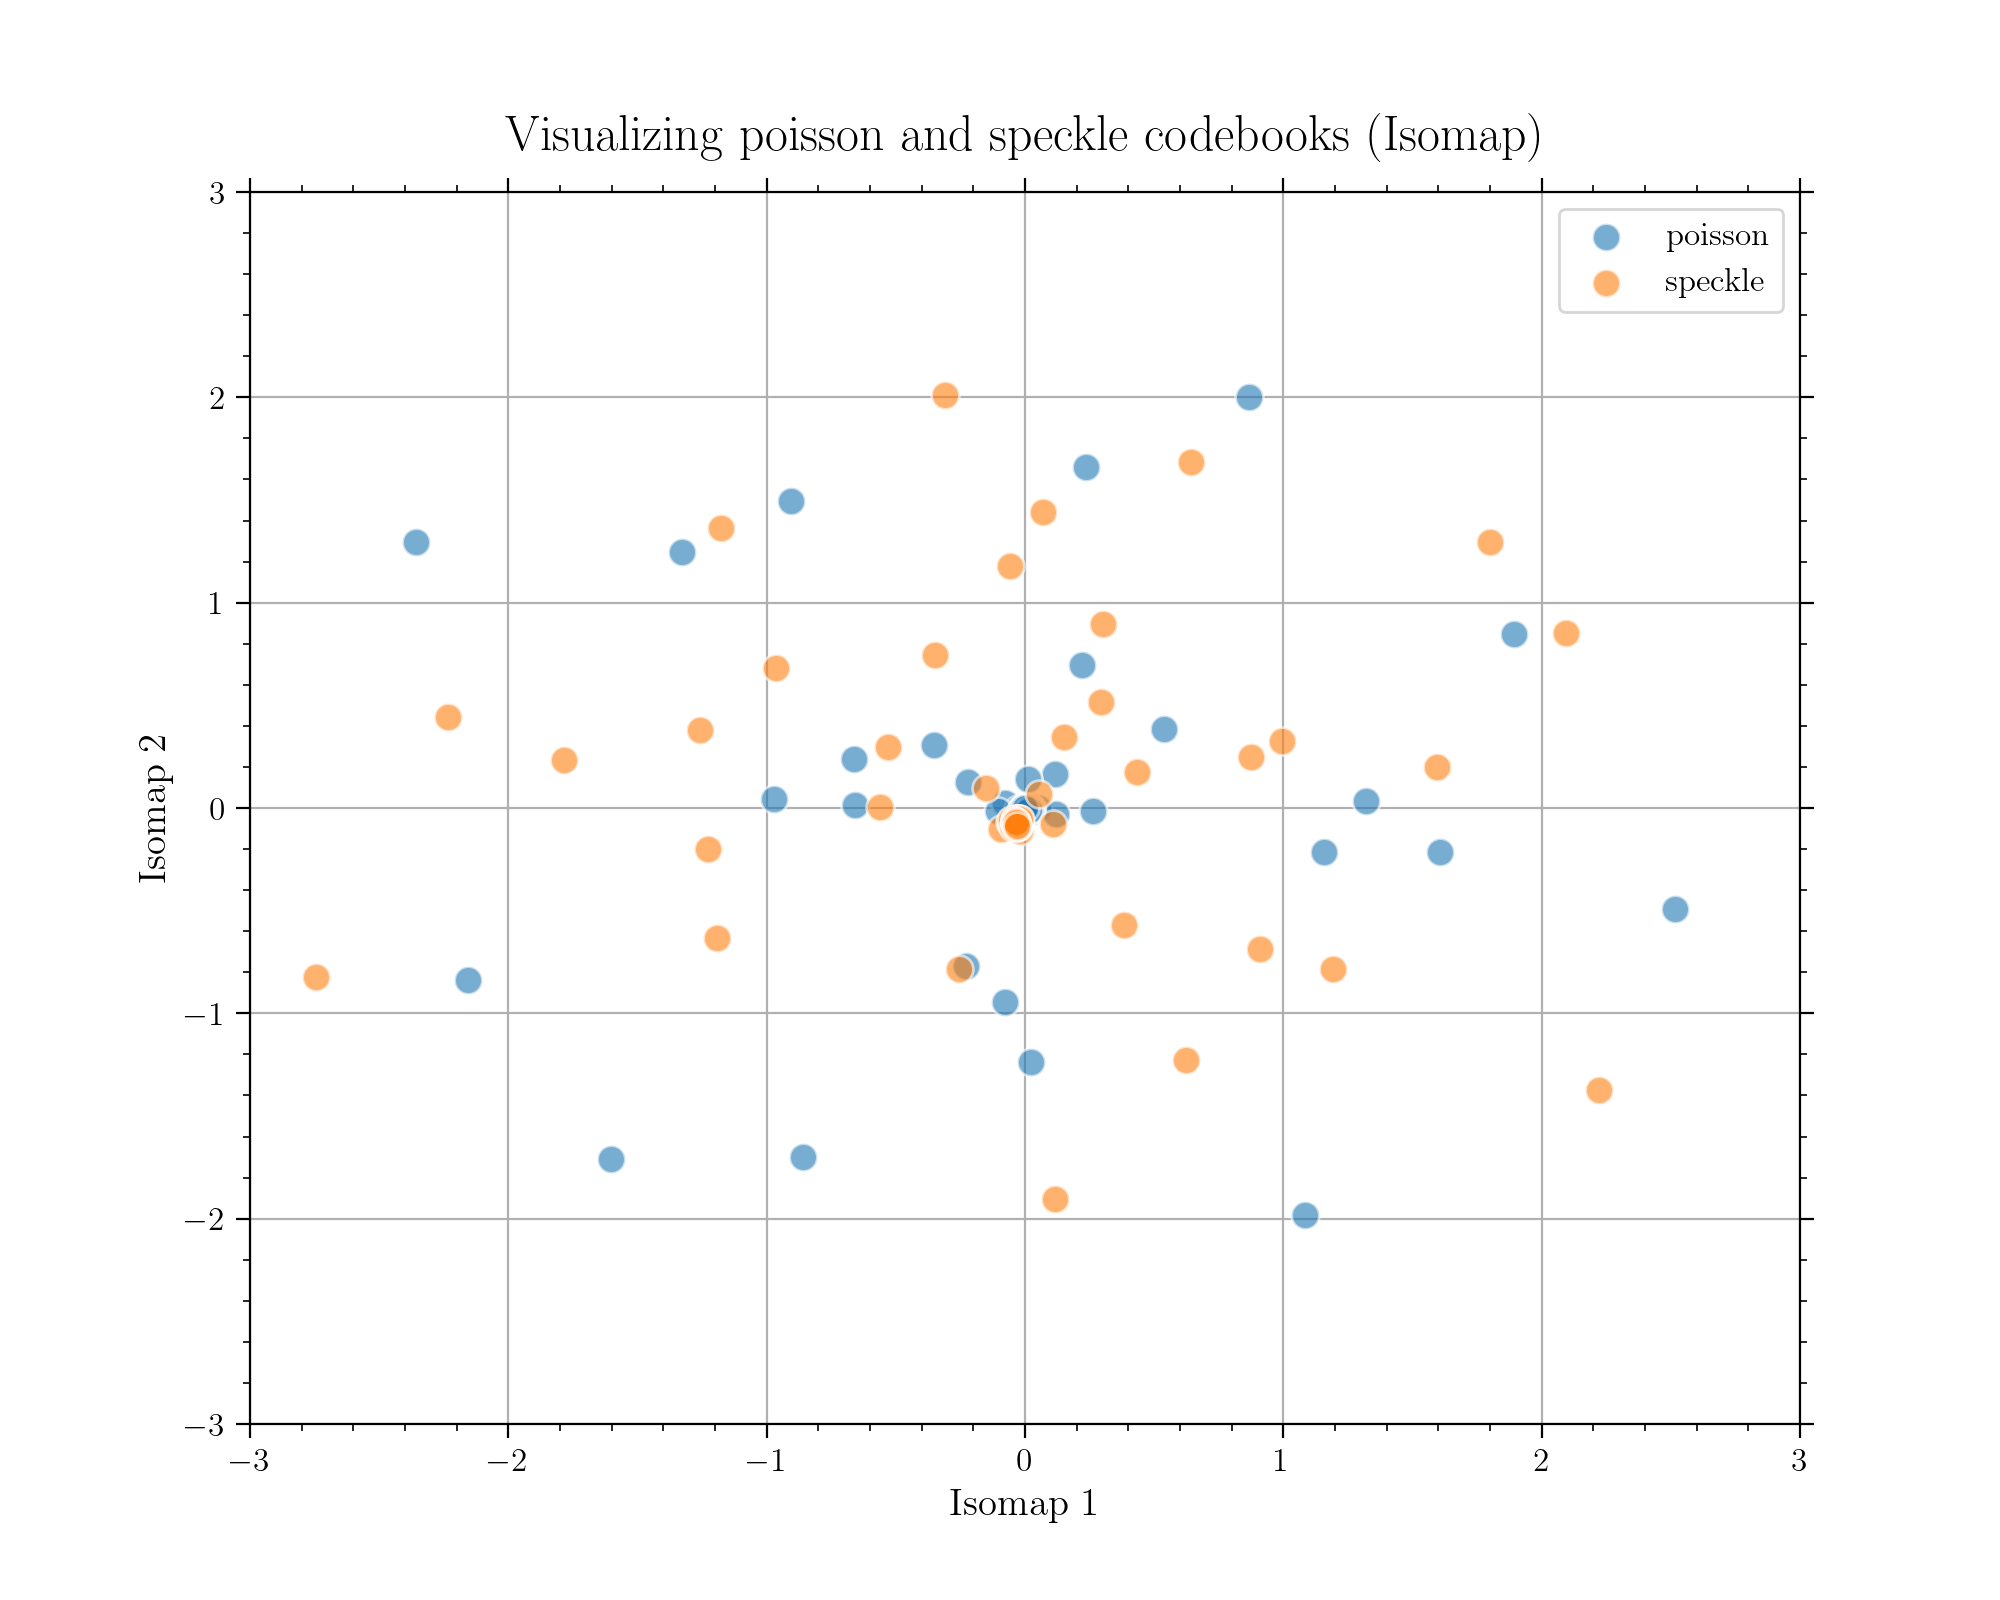 Visualizing poisson and speckle codebooks (Isomap)
poisson
speckle
3
2
1
0
−1
−2
−3
Isomap 2
−3
−2
−1
0
1
2
3
Isomap 1